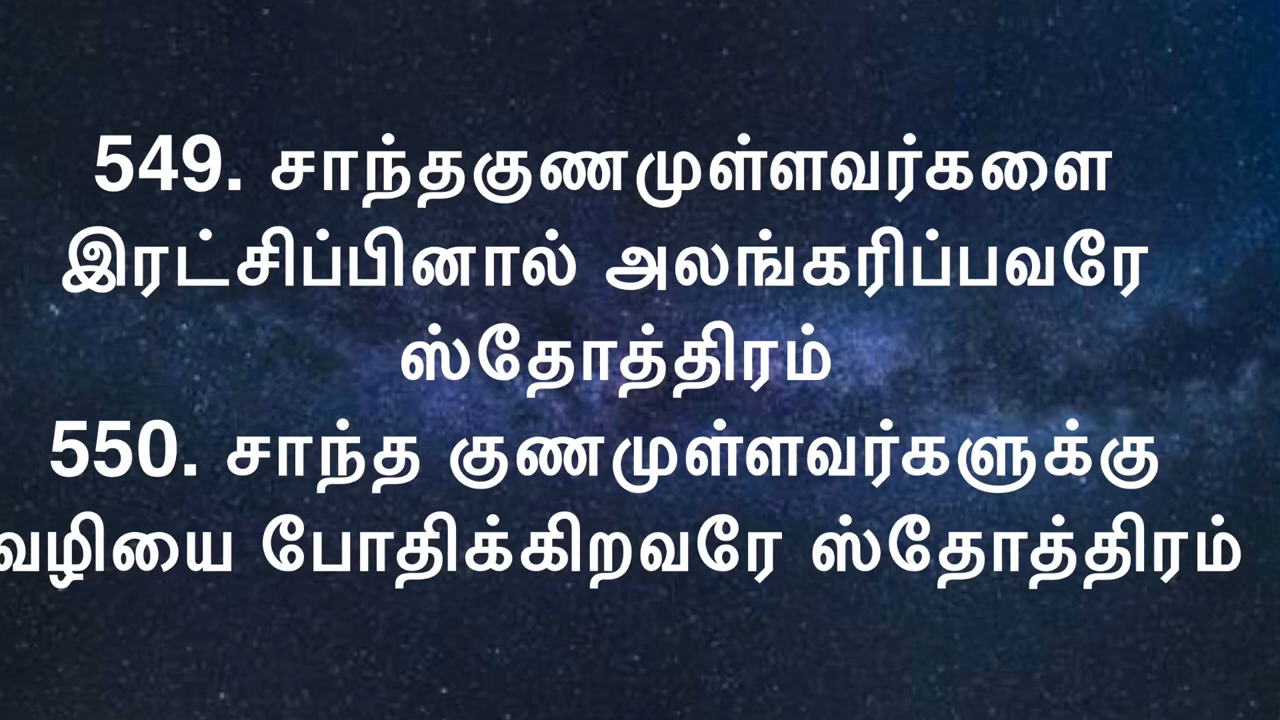 549. சாந்தகுணமுள்ளவர்களை
இரட்சிப்பினால் அலங்கரிப்பவரே
ஸ்தோத்திரம்
550. சாந்த குணமுள்ளவர்களுக்கு
வழியை போதிக்கிறவரே ஸ்தோத்திரம்